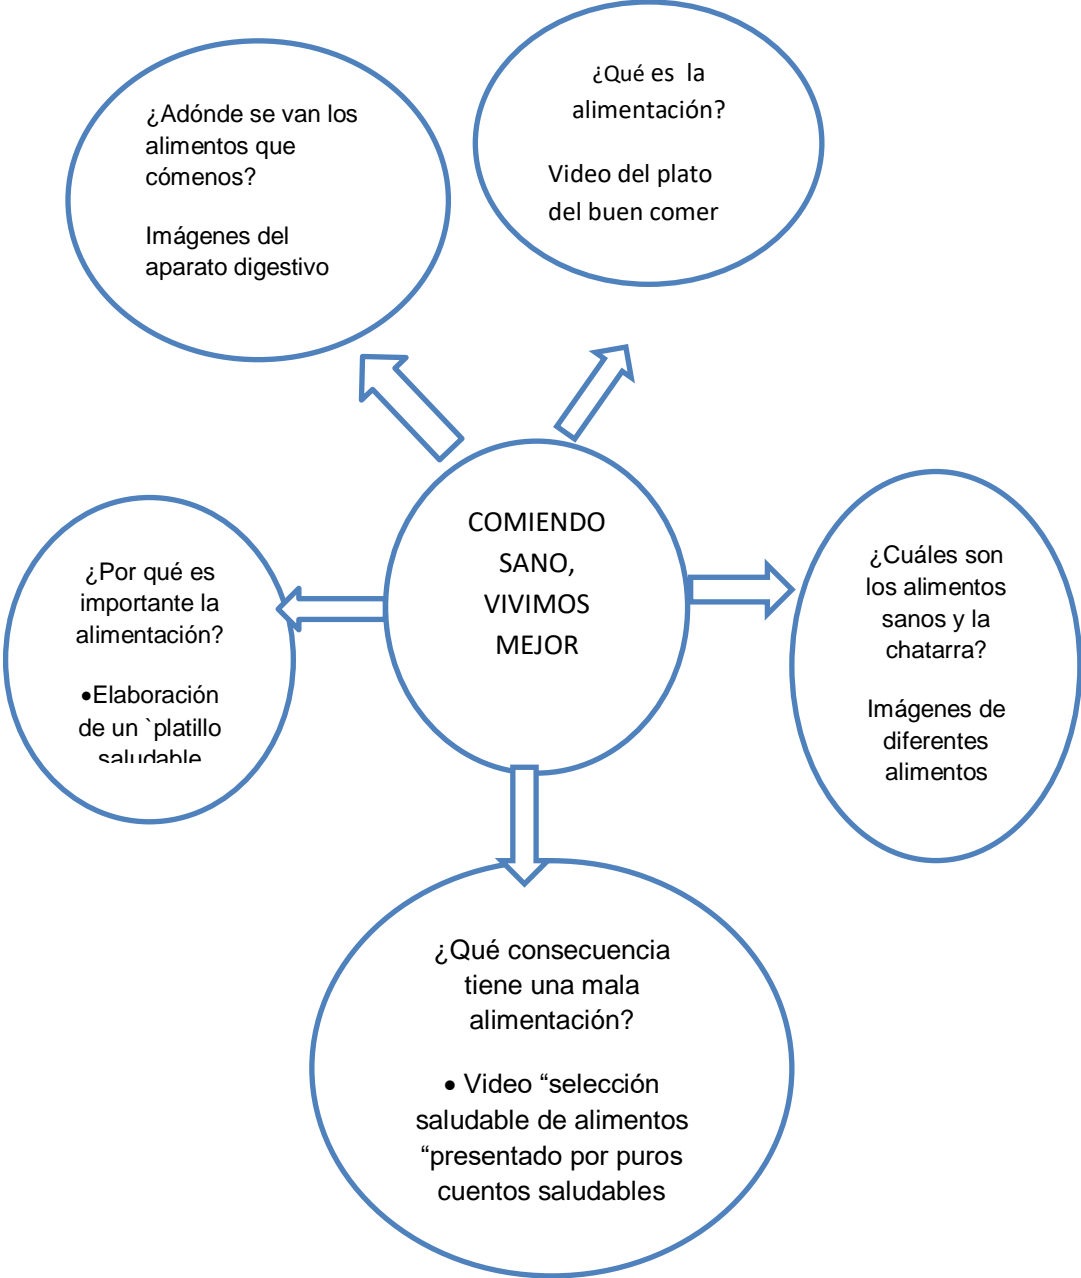 ¿Adónde se van los
alimentos que
cómenos?
Imágenes del
aparato digestivo
¿Qué es  la
alimentación?
Video del plato
del buen comer
COMIENDO
SANO,
VIVIMOS
MEJOR
¿Por qué es
importante la
alimentación?
•Elaboración
de un `platillo
saludable
¿Cuáles son
los alimentos
sanos y la
chatarra?
Imágenes de
diferentes
alimentos
¿Qué consecuencia
tiene una mala
alimentación?
• Video “selección
saludable de alimentos
“presentado por puros
cuentos saludables